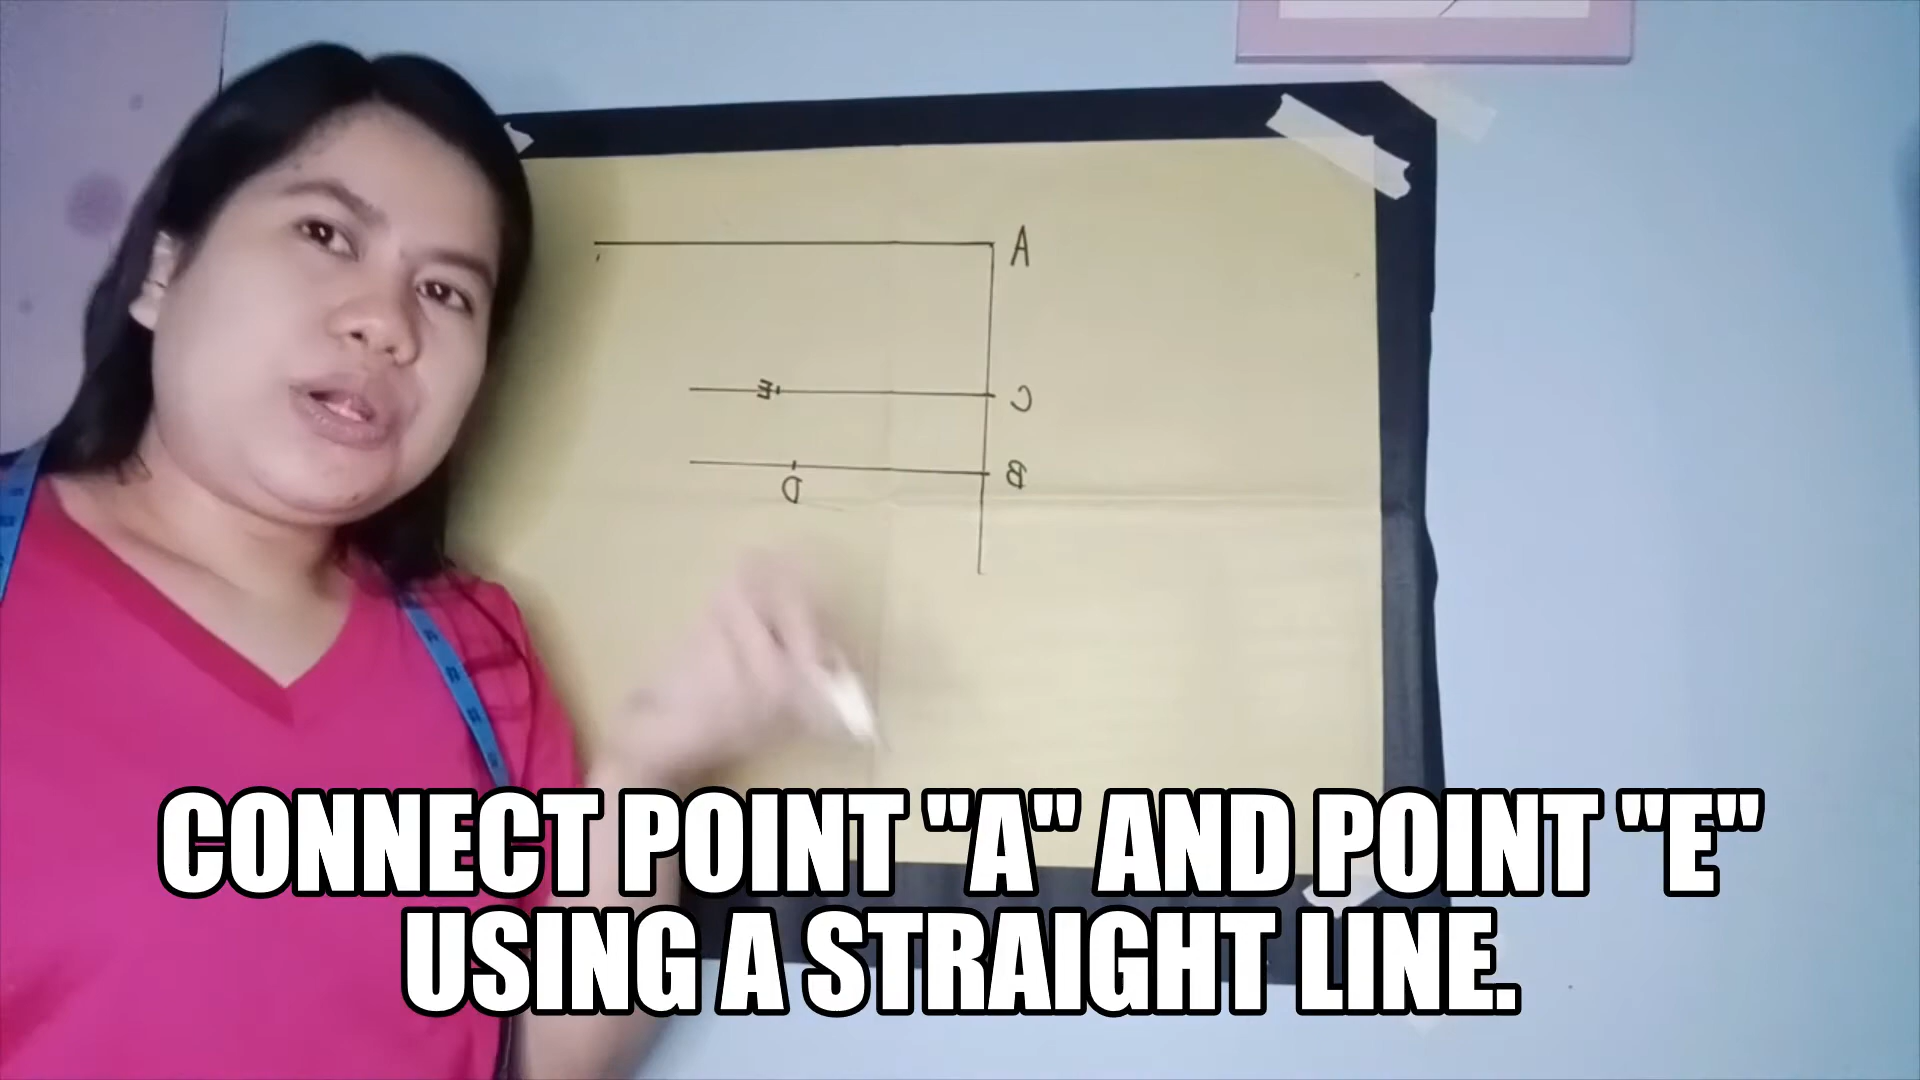 A
E
C
B
D
CONNECT POINT "A" AND POINT "E"
USING A STRAIGHT LINE.